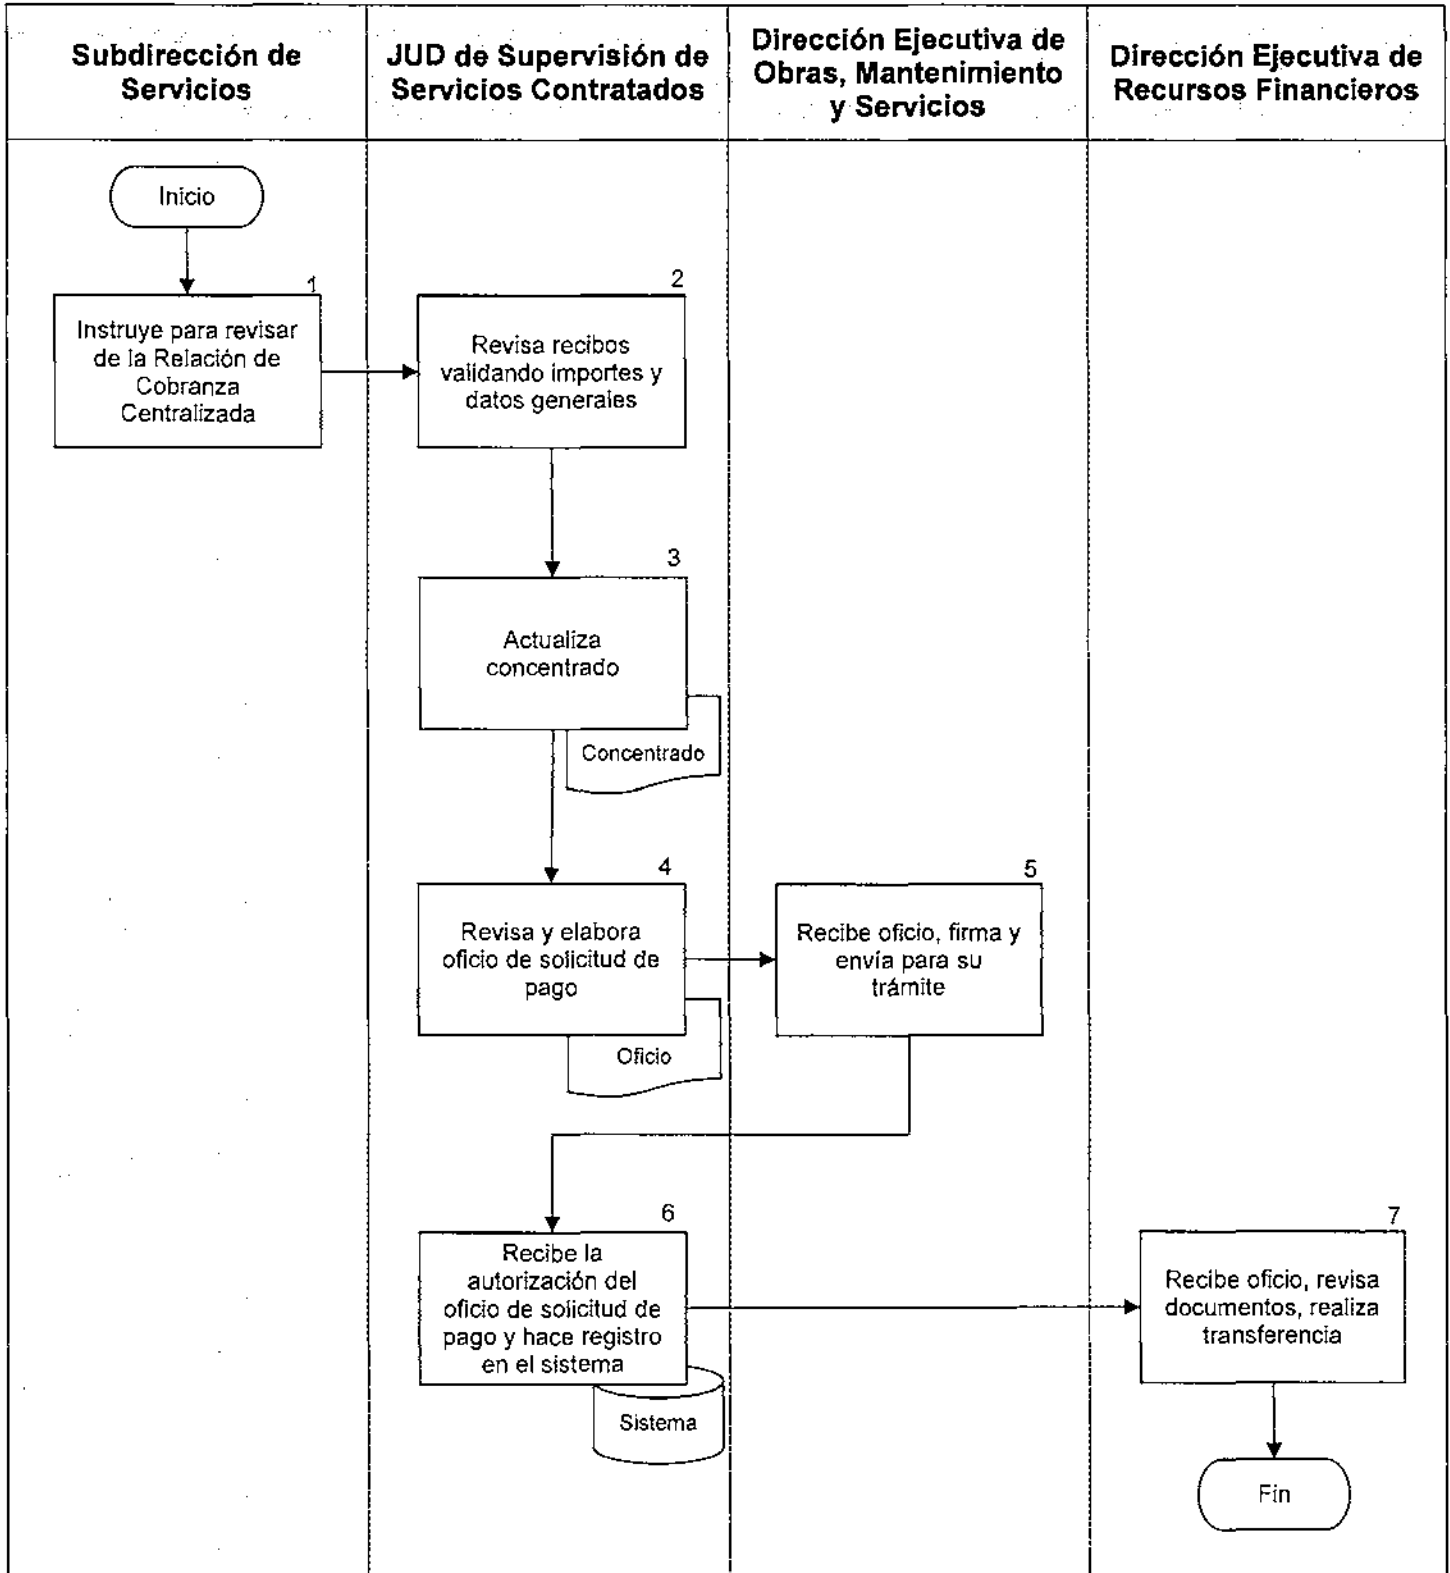 Subdirección de
Servicios
JUD de Supervisión de
Servicios Contratados
Dirección Ejecutiva de
Obras, Mantenimiento
y Servicios
Dirección Ejecutiva de
Recursos Financieros
Inicio
1
Instruye para revisar
de la Relación de
Cobranza
Centralizada
2
Revisa recibos
validando importes y
datos generales
3
Actualiza
concentrado
Concentrado
4
Revisa y elabora
oficio de solicitud de
pago
Oficio
5
Recibe oficio, firma y
envía para su
trámite
6
Recibe la
autorización del
oficio de solicitud de
pago y hace registro
en el sistema
Sistema
7
Recibe oficio, revisa
documentos, realiza
transferencia
Fin